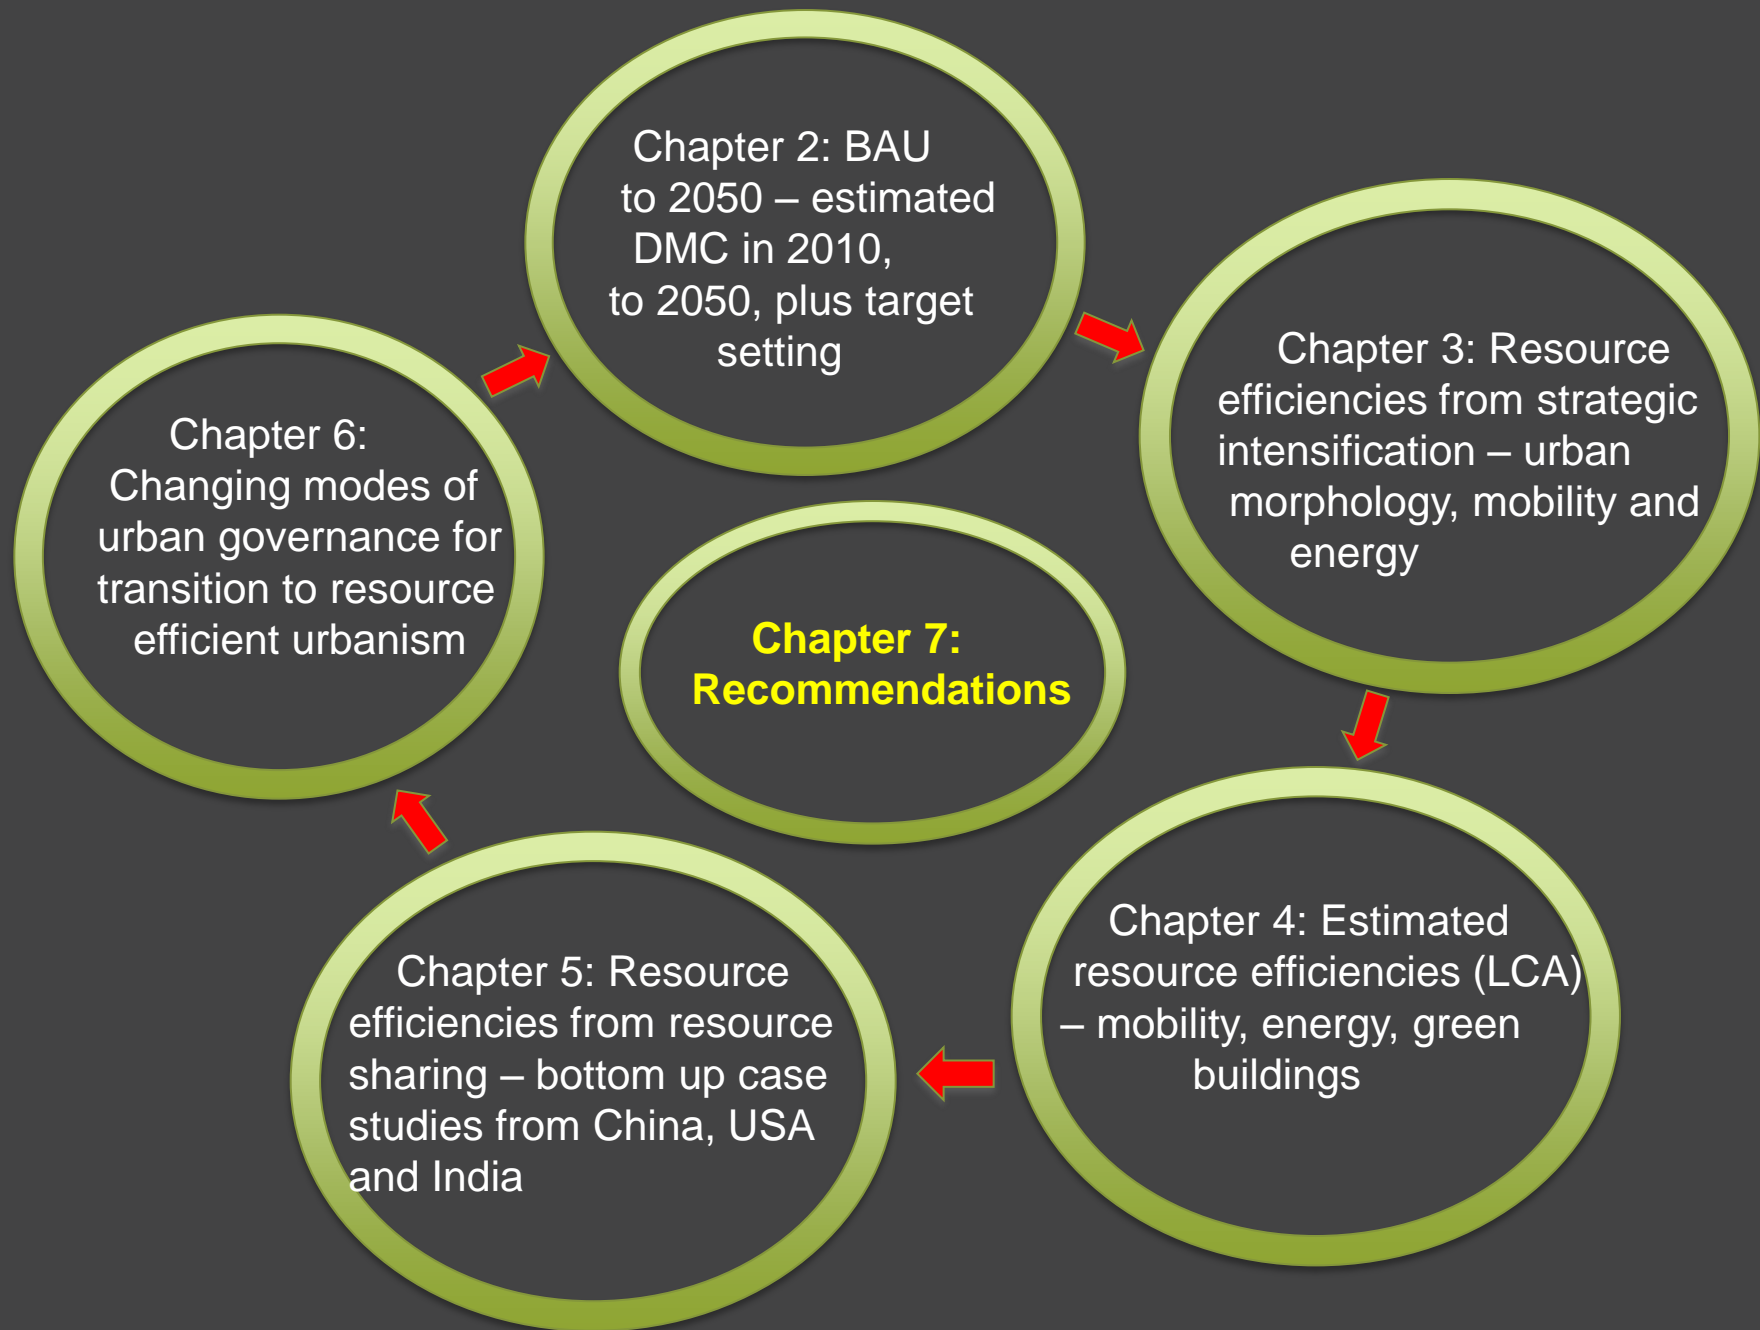 Chapter 2: BAU
to 2050 – estimated
DMC in 2010,
to 2050, plus target
setting
Chapter 3: Resource
efficiencies from strategic
intensification – urban
morphology, mobility and
energy
Chapter 4: Estimated
resource efficiencies (LCA)
– mobility, energy, green
buildings
Chapter 5: Resource
efficiencies from resource
sharing – bottom up case
studies from China, USA
and India
Chapter 6:
Changing modes of
urban governance for
transition to resource
efficient urbanism
Chapter 7:
Recommendations